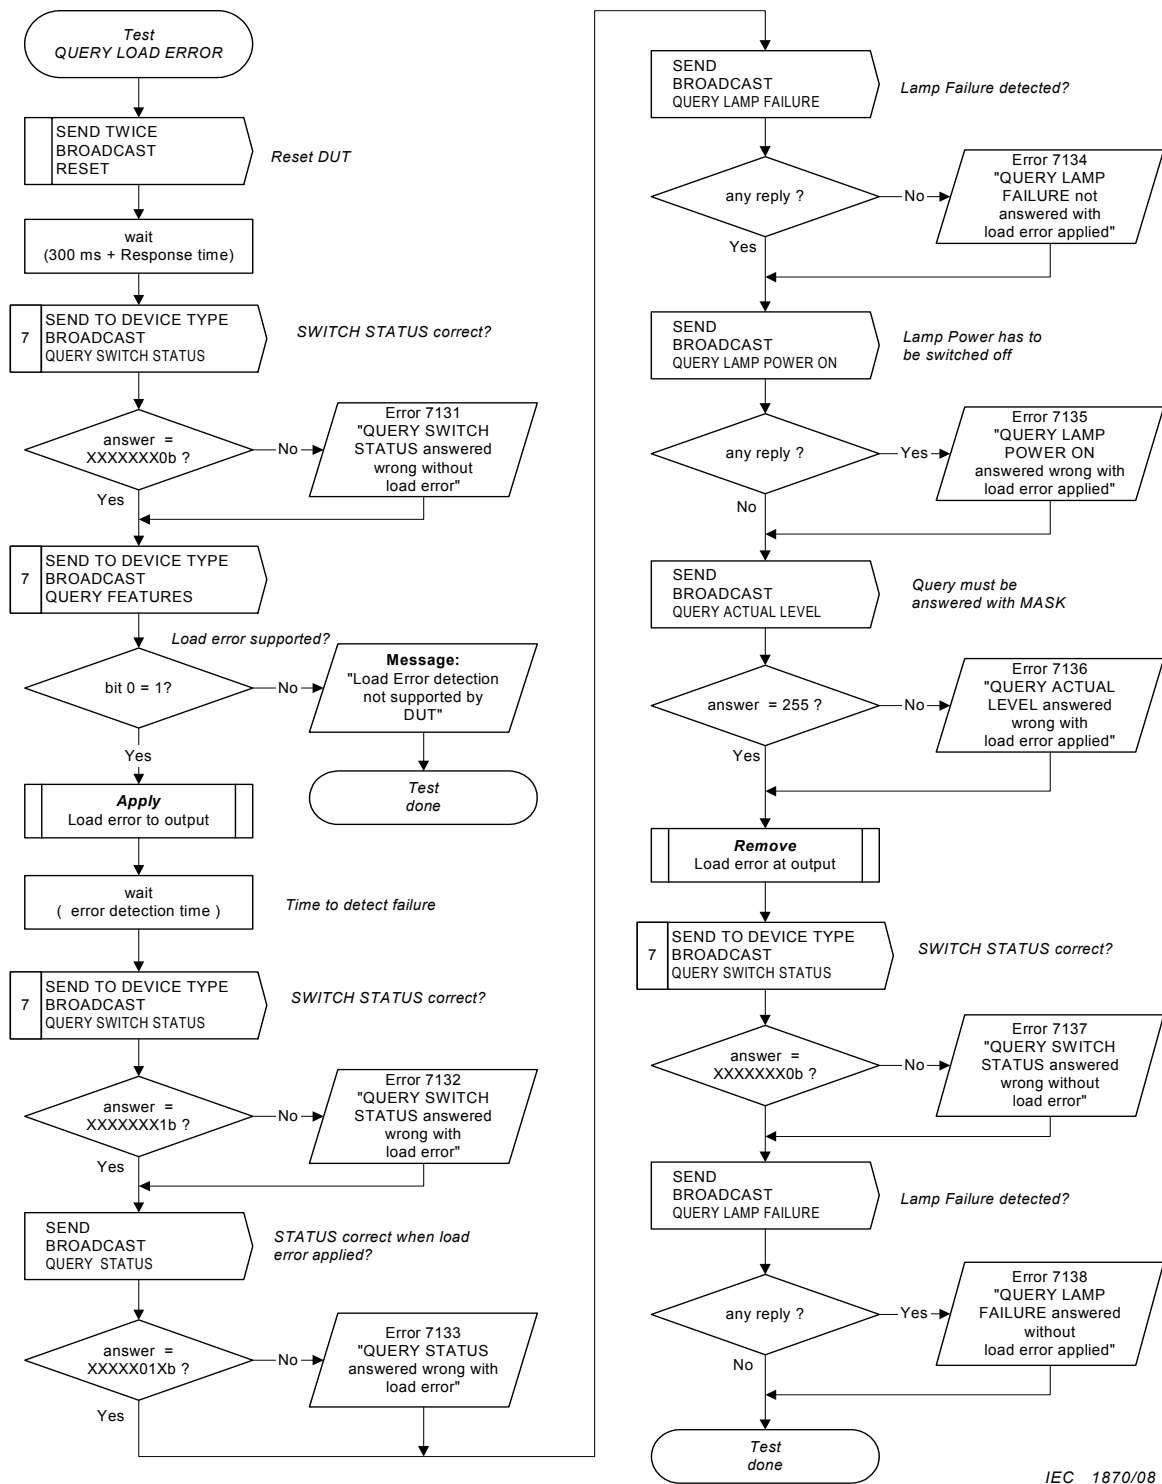 Test
QUERY LOAD ERROR
SEND TWICE
BROADCAST
RESET
Reset DUT
wait
(300 ms + Response time)
7
SEND TO DEVICE TYPE
BROADCAST
QUERY SWITCH STATUS
SWITCH STATUS correct?
answer =
XXXXXXX0b ?
No
Error 7131
"QUERY SWITCH
STATUS answered
wrong without
load error"
Yes
7
SEND TO DEVICE TYPE
BROADCAST
QUERY FEATURES
Load error supported?
bit 0 = 1?
No
Message:
"Load Error detection
not supported by
DUT"
Yes
Test
done
Apply
Load error to output
wait
( error detection time )
Time to detect failure
7
SEND TO DEVICE TYPE
BROADCAST
QUERY SWITCH STATUS
SWITCH STATUS correct?
answer =
XXXXXXX1b ?
No
Error 7132
"QUERY SWITCH
STATUS answered
wrong with
load error"
Yes
SEND
BROADCAST
QUERY STATUS
STATUS correct when load
error applied?
answer =
XXXXX01Xb ?
No
Error 7133
"QUERY STATUS
answered wrong with
load error"
Yes
SEND
BROADCAST
QUERY LAMP FAILURE
Lamp Failure detected?
any reply ?
No
Error 7134
"QUERY LAMP
FAILURE not
answered with
load error applied"
Yes
SEND
BROADCAST
QUERY LAMP POWER ON
Lamp Power has to
be switched off
any reply ?
Yes
Error 7135
"QUERY LAMP
POWER ON
answered wrong with
load error applied"
No
SEND
BROADCAST
QUERY ACTUAL LEVEL
Query must be
answered with MASK
answer = 255 ?
No
Error 7136
"QUERY ACTUAL
LEVEL answered
wrong with
load error applied"
Yes
Remove
Load error at output
7
SEND TO DEVICE TYPE
BROADCAST
QUERY SWITCH STATUS
SWITCH STATUS correct?
answer =
XXXXXXX0b ?
No
Error 7137
"QUERY SWITCH
STATUS answered
wrong without
load error"
Yes
SEND
BROADCAST
QUERY LAMP FAILURE
Lamp Failure detected?
any reply ?
Yes
Error 7138
"QUERY LAMP
FAILURE answered
without
load error applied"
No
Test
done
IEC 1870/08